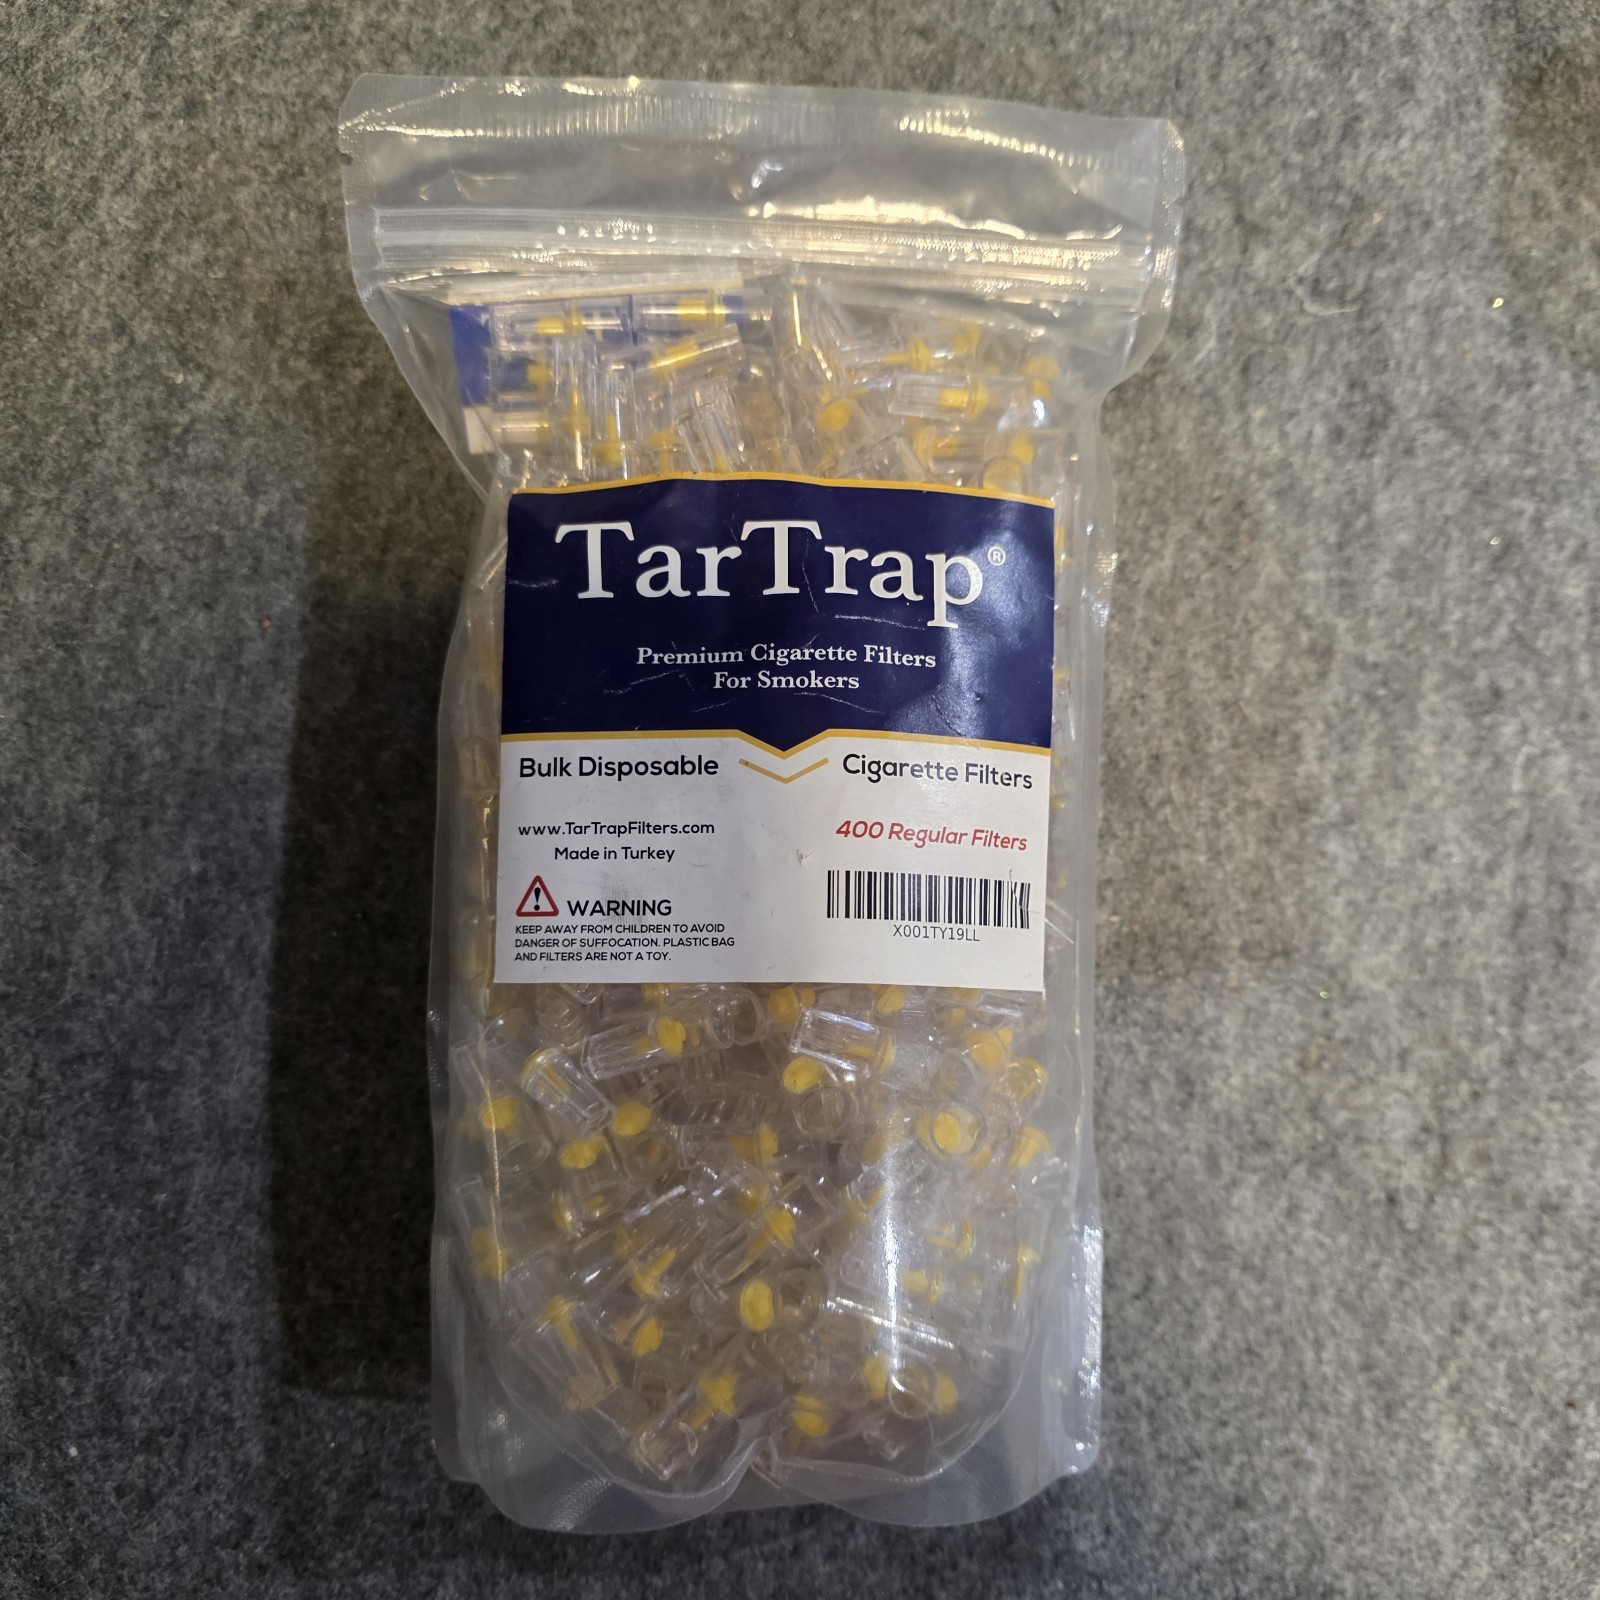 TarTrap®
Premium Cigarette Filters
For Smokers
Bulk Disposable
Cigarette Filters
www.TarTrapFilters.com
Made in Turkey
400 Regular Filters
WARNING
KEEP AWAY FROM CHILDREN TO AVOID
DANGER OF SUFFOCATION. PLASTIC BAG
AND FILTERS ARE NOT A TOY.
X001TY19LL